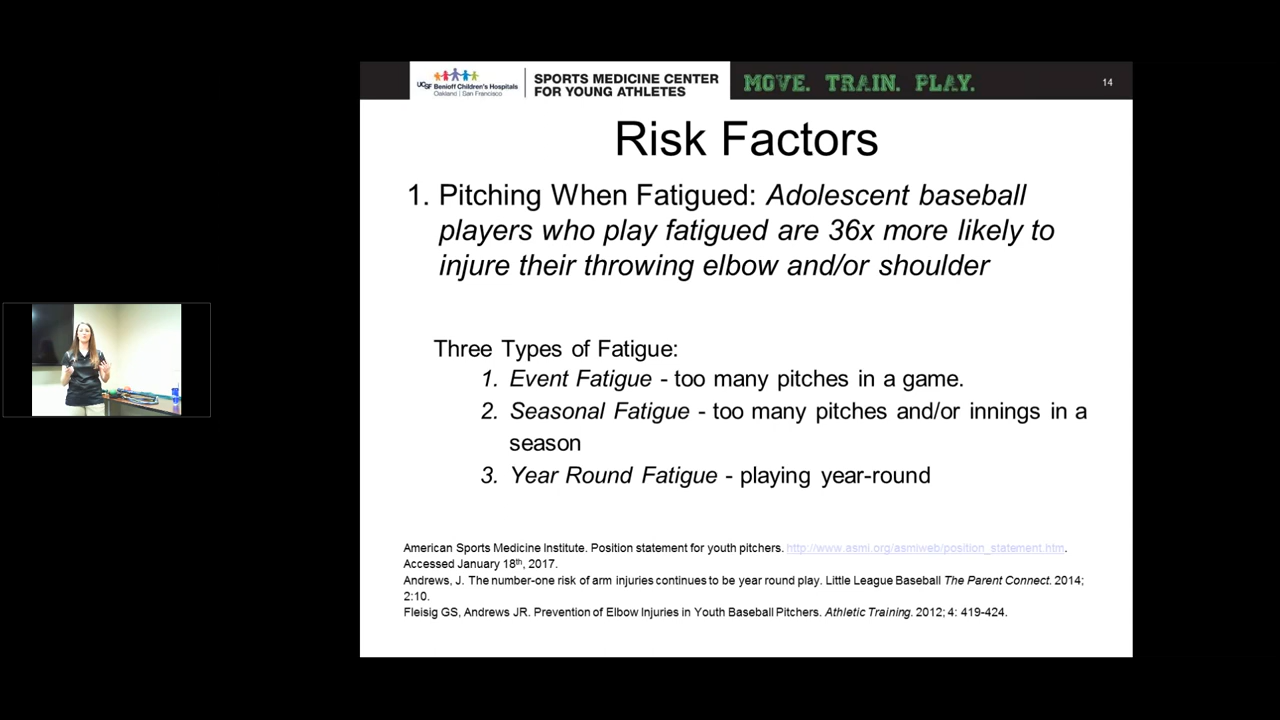 UCSF Benioff Children's Hospitals
Oakland | San Francisco
SPORTS MEDICINE CENTER
FOR YOUNG ATHLETES
MOVE. TRAIN. PLAY.
14
Risk Factors
1. Pitching When Fatigued: Adolescent baseball
players who play fatigued are 36x more likely to
injure their throwing elbow and/or shoulder
Three Types of Fatigue:
1. Event Fatigue - too many pitches in a game.
2. Seasonal Fatigue - too many pitches and/or innings in a
season
3. Year Round Fatigue - playing year-round
American Sports Medicine Institute. Position statement for youth pitchers. http://www.asmi.org/asmiweb/position_statement.htm.
Accessed January 18th, 2017.
Andrews, J. The number-one risk of arm injuries continues to be year round play. Little League Baseball The Parent Connect. 2014;
2:10.
Fleisig GS, Andrews JR. Prevention of Elbow Injuries in Youth Baseball Pitchers. Athletic Training. 2012; 4: 419-424.